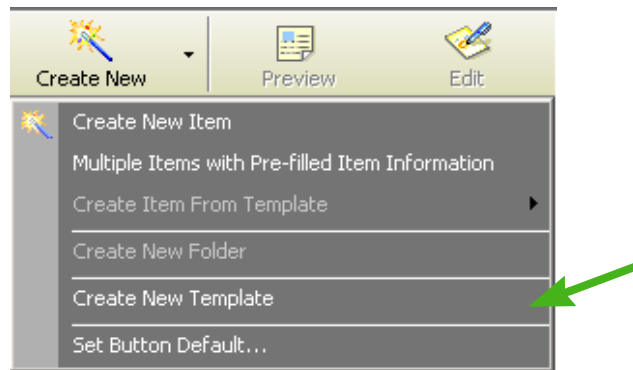 Create New Preview Edit
Create New Item
Multiple Items with Pre-filled Item Information
Create Item From Template
Create New Folder
Create New Template
Set Button Default...